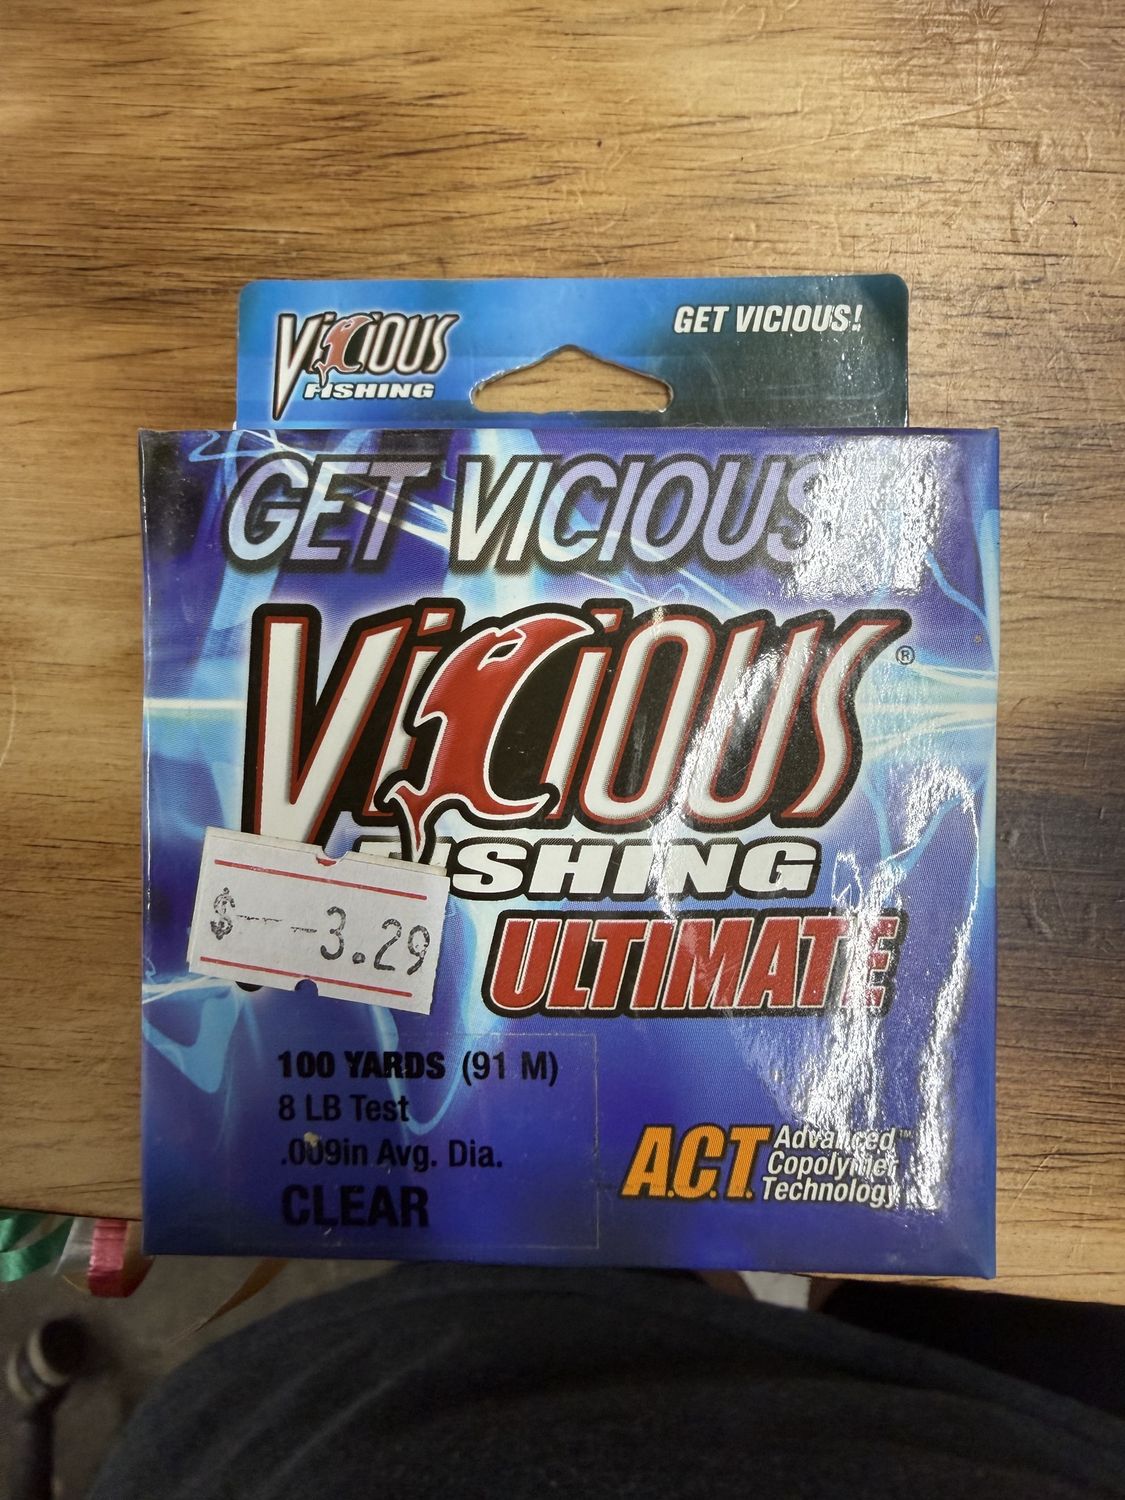 VICIOUS
FISHING
GET VICIOUS!
GET VICIOUS
VICIOUS®
FISHING
ULTIMATE
$---3.29
100 YARDS (91 M)
8 LB Test
.009in Avg. Dia.
CLEAR
A.C.T.
Advanced™
Copolymer
Technology